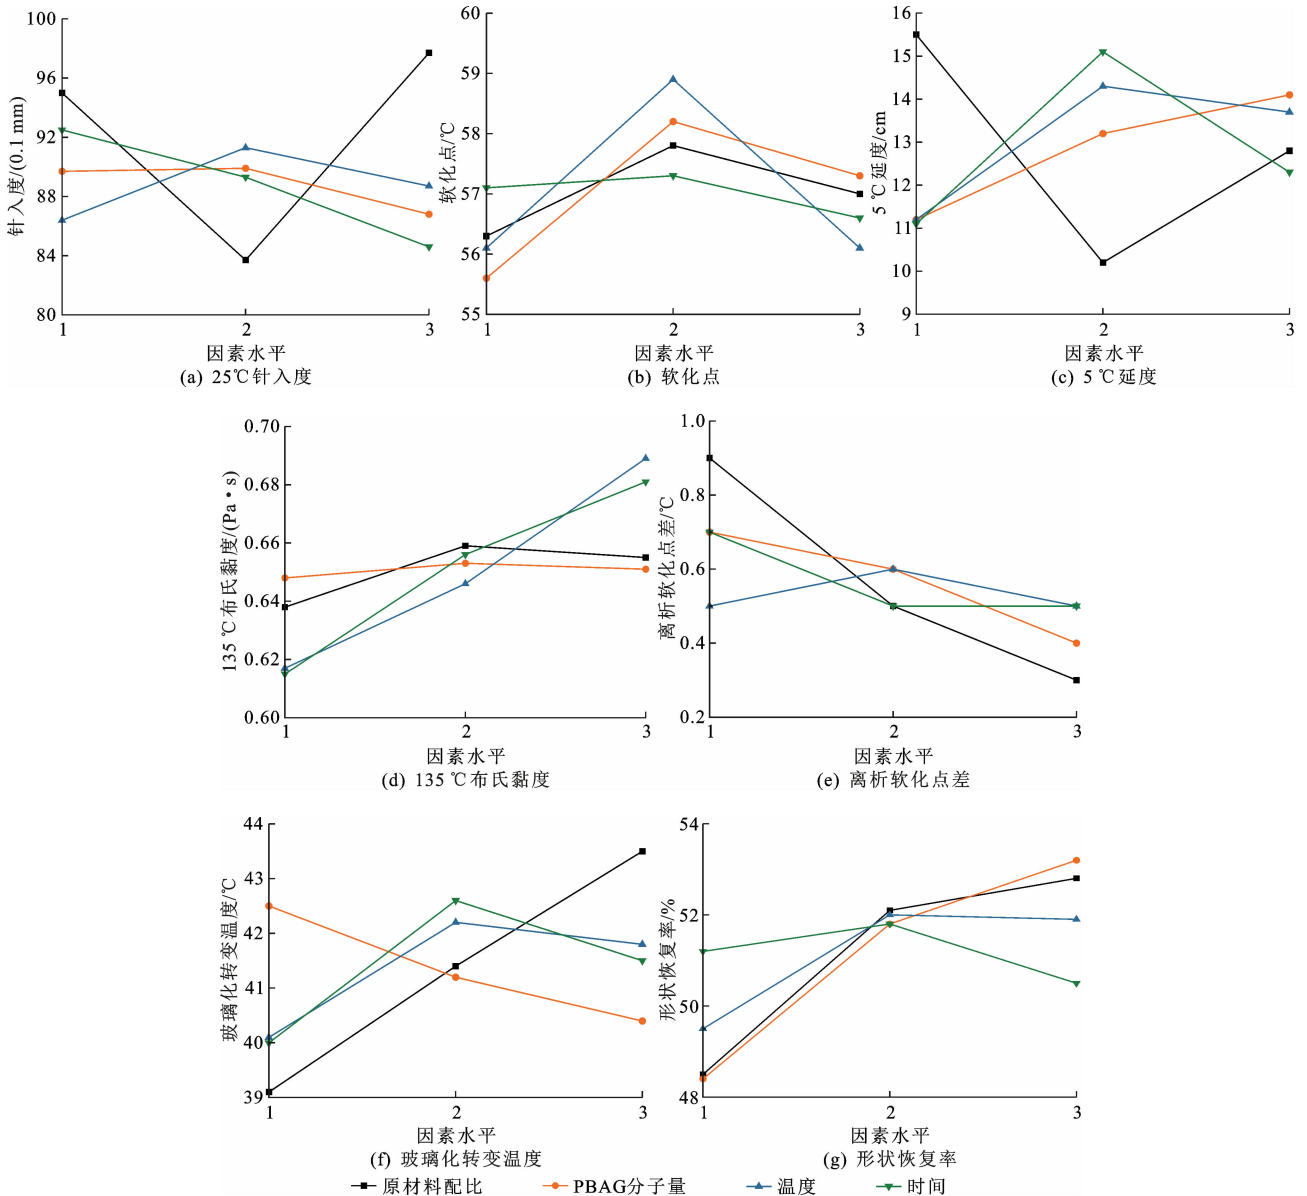 100
96
92
88
84
80
1 2 3
针入度/(0.1 mm)
因素水平
(a) 25℃针入度
60
59
58
57
56
55
1 2 3
软化点/℃
因素水平
(b) 软化点
16
15
14
13
12
11
10
9
1 2 3
5 ℃延度/cm
因素水平
(c) 5 ℃延度
0.70
0.68
0.66
0.64
0.62
0.60
1 2 3
135 ℃布氏黏度/(Pa·s)
因素水平
(d) 135 ℃布氏黏度
1.0
0.8
0.6
0.4
0.2
1 2 3
离析软化点差/℃
因素水平
(e) 离析软化点差
44
43
42
41
40
39
1 2 3
玻璃化转变温度/℃
因素水平
(f) 玻璃化转变温度
54
52
50
48
1 2 3
形状恢复率/%
因素水平
(g) 形状恢复率
原材料配比 PBAG分子量 温度 时间